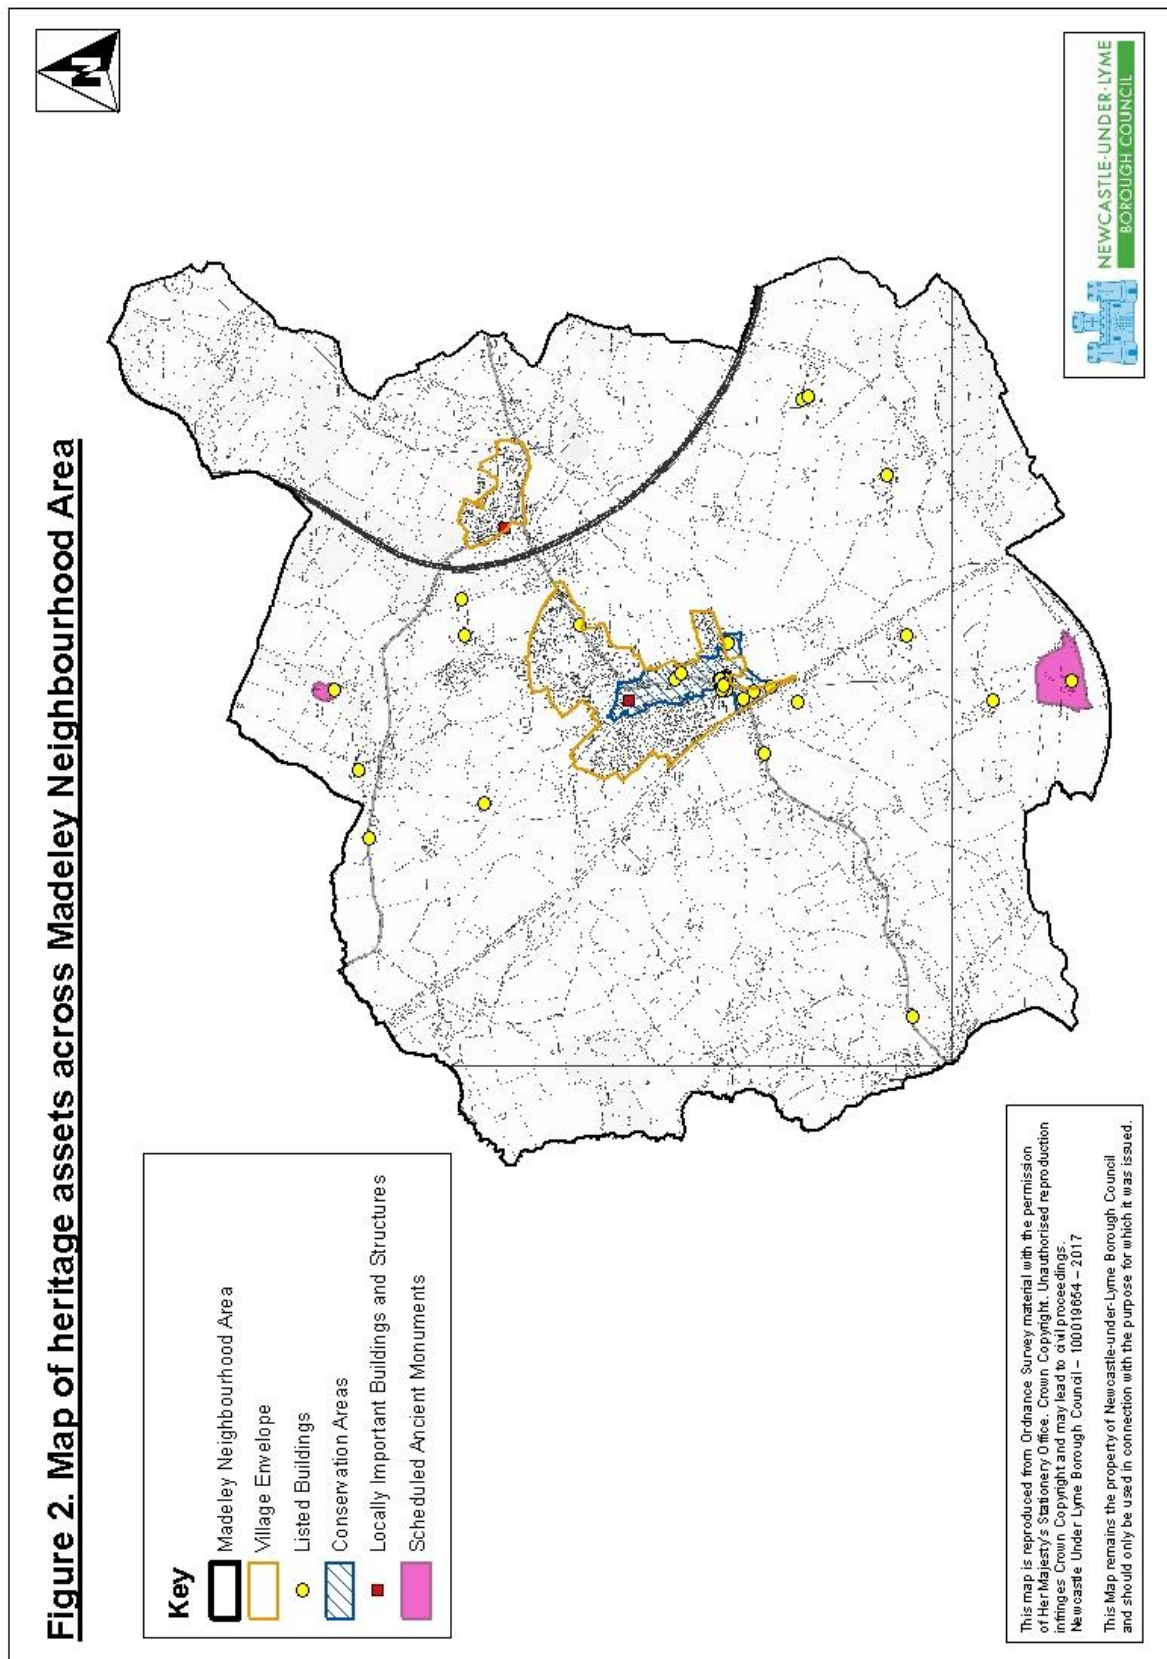 Figure 2. Map of heritage assets across Madeley Neighbourhood Area
N
Key
Madeley Neighbourhood Area
Village Envelope
Listed Buildings
Conservation Areas
Locally Important Buildings and Structures
Scheduled Ancient Monuments
This map is reproduced from Ordnance Survey material with the permission
of Her Majesty's Stationery Office. Crown Copyright. Unauthorised reproduction
infringes Crown Copyright and may lead to civil proceedings.
Newcastle Under Lyme Borough Council – 100019654 – 2017
This Map remains the property of Newcastle-under-Lyme Borough Council
and should only be used in connection with the purpose for which it was issued.
NEWCASTLE·UNDER·LYME
BOROUGH COUNCIL